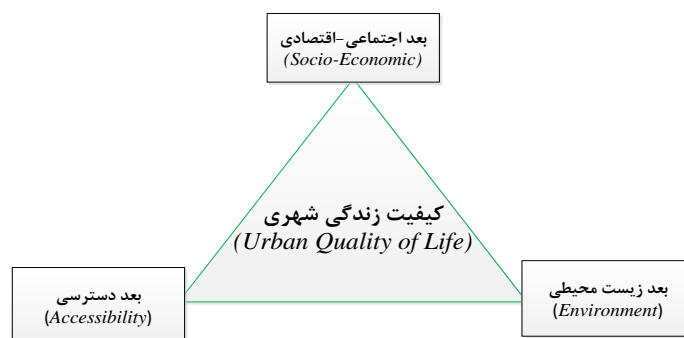 بعد اجتماعی-اقتصادی
(Socio-Economic)
کیفیت زندگی شهری
(Urban Quality of Life)
بعد زیست محیطی
(Environment)
بعد دسترسی
(Accessibility)